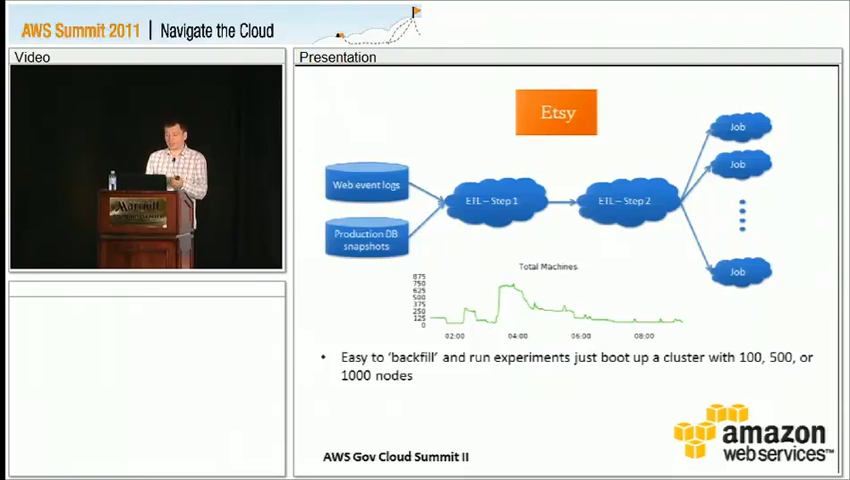 AWS Summit 2011 | Navigate the Cloud
Video
Presentation
Marriott
Etsy
Job
Job
Web event logs
ETL – Step 1
ETL – Step 2
Production DB
snapshots
Job
Total Machines
875
750
625
500
375
250
125
0
02:00 04:00 06:00 08:00
• Easy to ‘backfill’ and run experiments just boot up a cluster with 100, 500, or
1000 nodes
AWS Gov Cloud Summit II
amazon
web services™